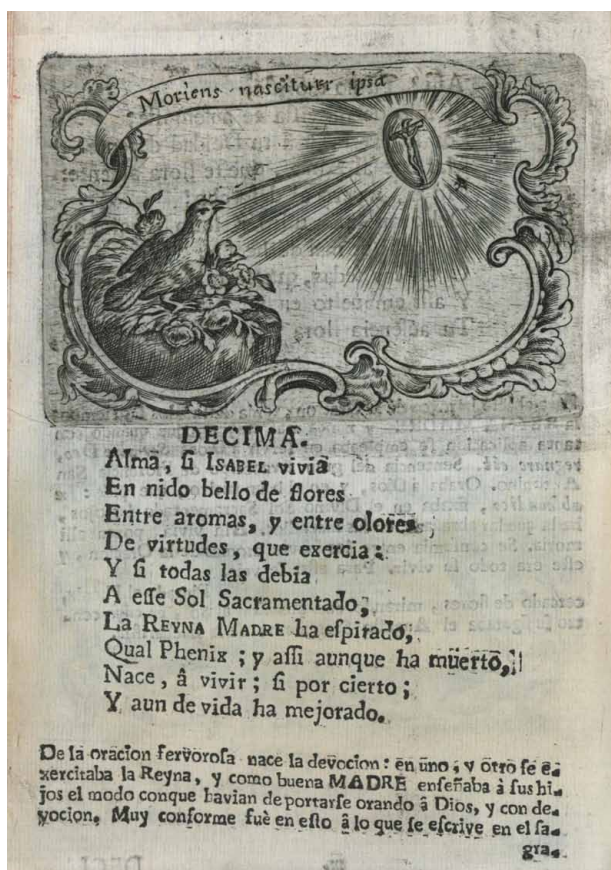 Moriens nascitur ipsa
DECIMA.
Alma, ſi ISABEL vivia
En nido bello de flores
Entre aromas, y entre olores,
De virtudes, que exercia:
Y ſi todas las debia
A eſſe Sol Sacramentado,
La REYNA MADRE ha eſpirado,
Qual Phenix; y aſſi aunque ha muerto,
Nace, â vivir; ſi por cierto;
Y aun de vida ha mejorado.
De la oracion fervoroſa nace la devocion: en uno, y otro ſe e-
xercitaba la Reyna, y como buena MADRE enſeñaba à ſus hi-
jos el modo conque havian de portarſe orando â Dios, y con de-
vocion. Muy conforme fuè en eſto â lo que ſe eſcrive en el ſa-
gra-